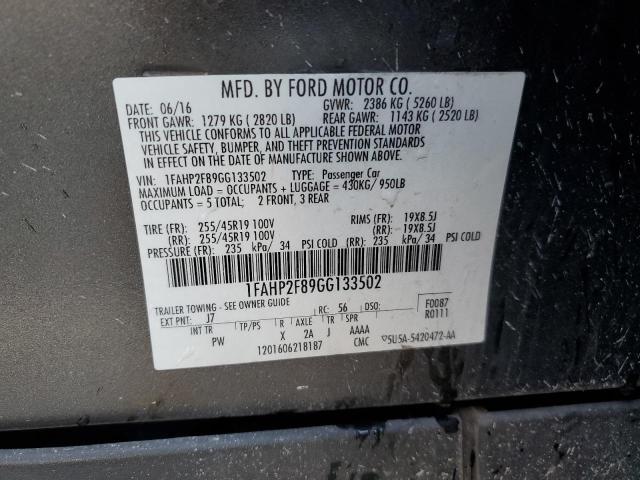 MFD. BY FORD MOTOR CO.
DATE: 06/16 GVWR: 2386 KG ( 5260 LB)
FRONT GAWR: 1279 KG ( 2820 LB) REAR GAWR: 1143 KG ( 2520 LB)
THIS VEHICLE CONFORMS TO ALL APPLICABLE FEDERAL MOTOR
VEHICLE SAFETY, BUMPER, AND THEFT PREVENTION STANDARDS
IN EFFECT ON THE DATE OF MANUFACTURE SHOWN ABOVE.
VIN: 1FAHP2F89GG133502 TYPE: Passenger Car
MAXIMUM LOAD = OCCUPANTS + LUGGAGE = 430KG/ 950LB
OCCUPANTS = 5 TOTAL; 2 FRONT, 3 REAR
TIRE (FR): 255/45R19 100V RIMS (FR): 19X8.5J
(RR): 255/45R19 100V (RR): 19X8.5J
PRESSURE (FR): 235 kPa/ 34 PSI COLD (RR): 235 kPa/ 34 PSI COLD
1FAHP2F89GG133502
TRAILER TOWING - SEE OWNER GUIDE
EXT PNT: J7 RC: 56 DSO: F0087
INT TR TP/PS R AXLE TR SPR R0111
PW X 2A J AAAA
1201606218187 CMC ▽5U5A-5420472-AA